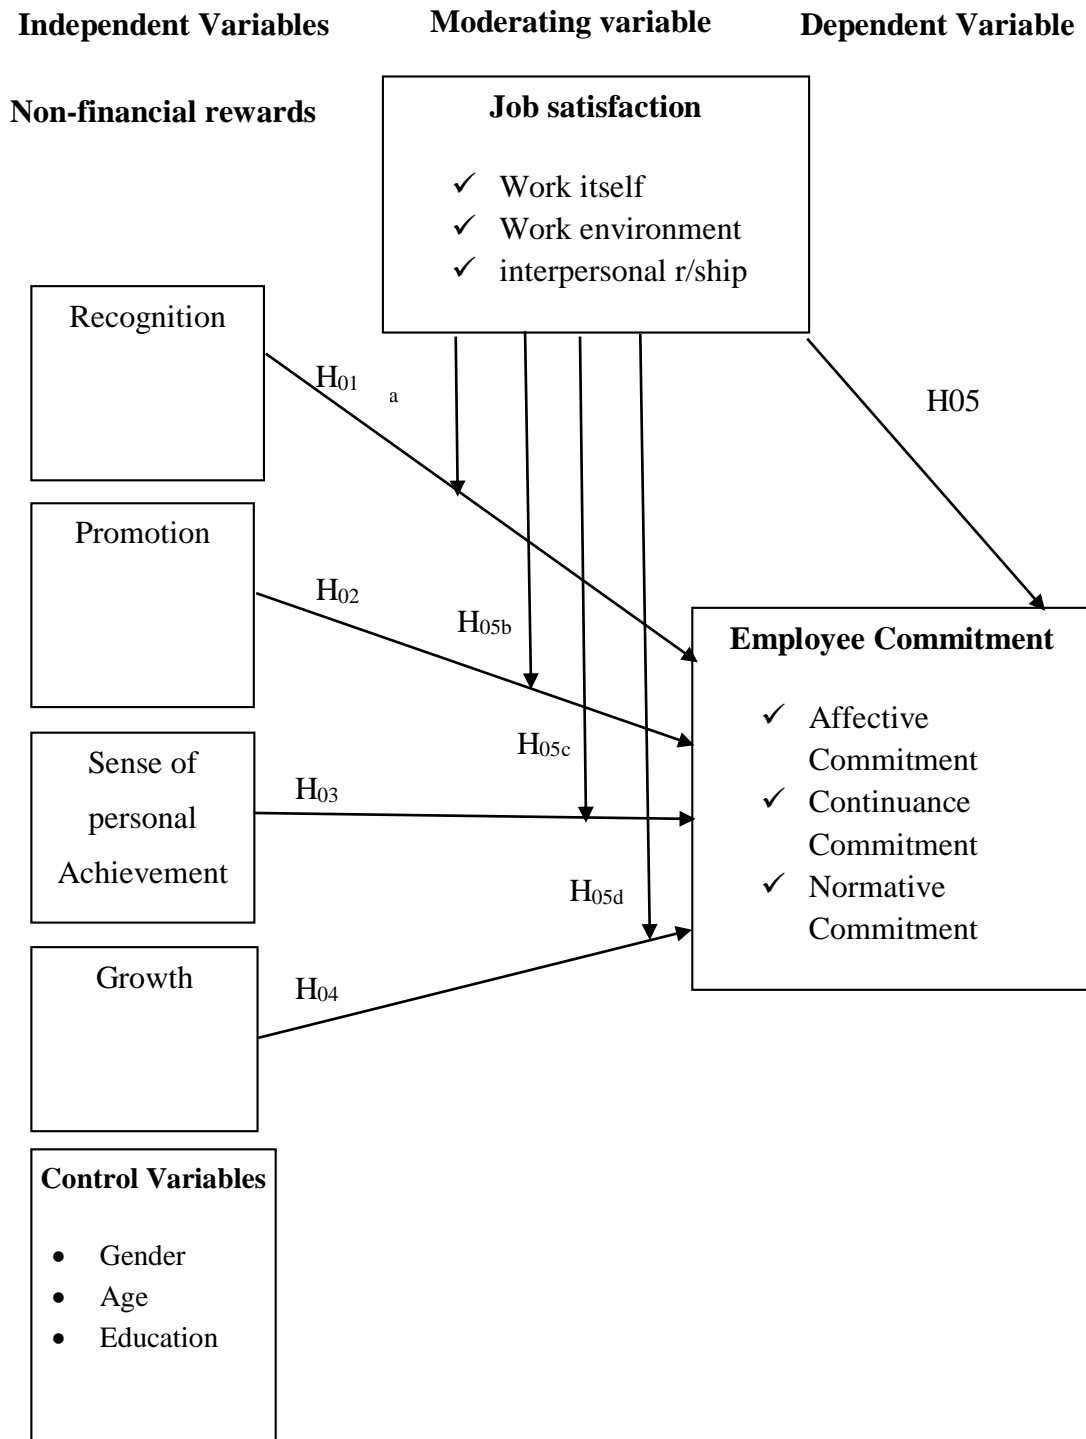 Independent Variables
Moderating variable
Dependent Variable
Non-financial rewards
Job satisfaction
✓ Work itself
✓ Work environment
✓ interpersonal r/ship
Recognition
H01
a
H05
Promotion
H02
H05b
Employee Commitment
✓ Affective
Commitment
✓ Continuance
Commitment
✓ Normative
Commitment
H05c
Sense of
personal
Achievement
H03
H05d
Growth
H04
Control Variables
• Gender
• Age
• Education